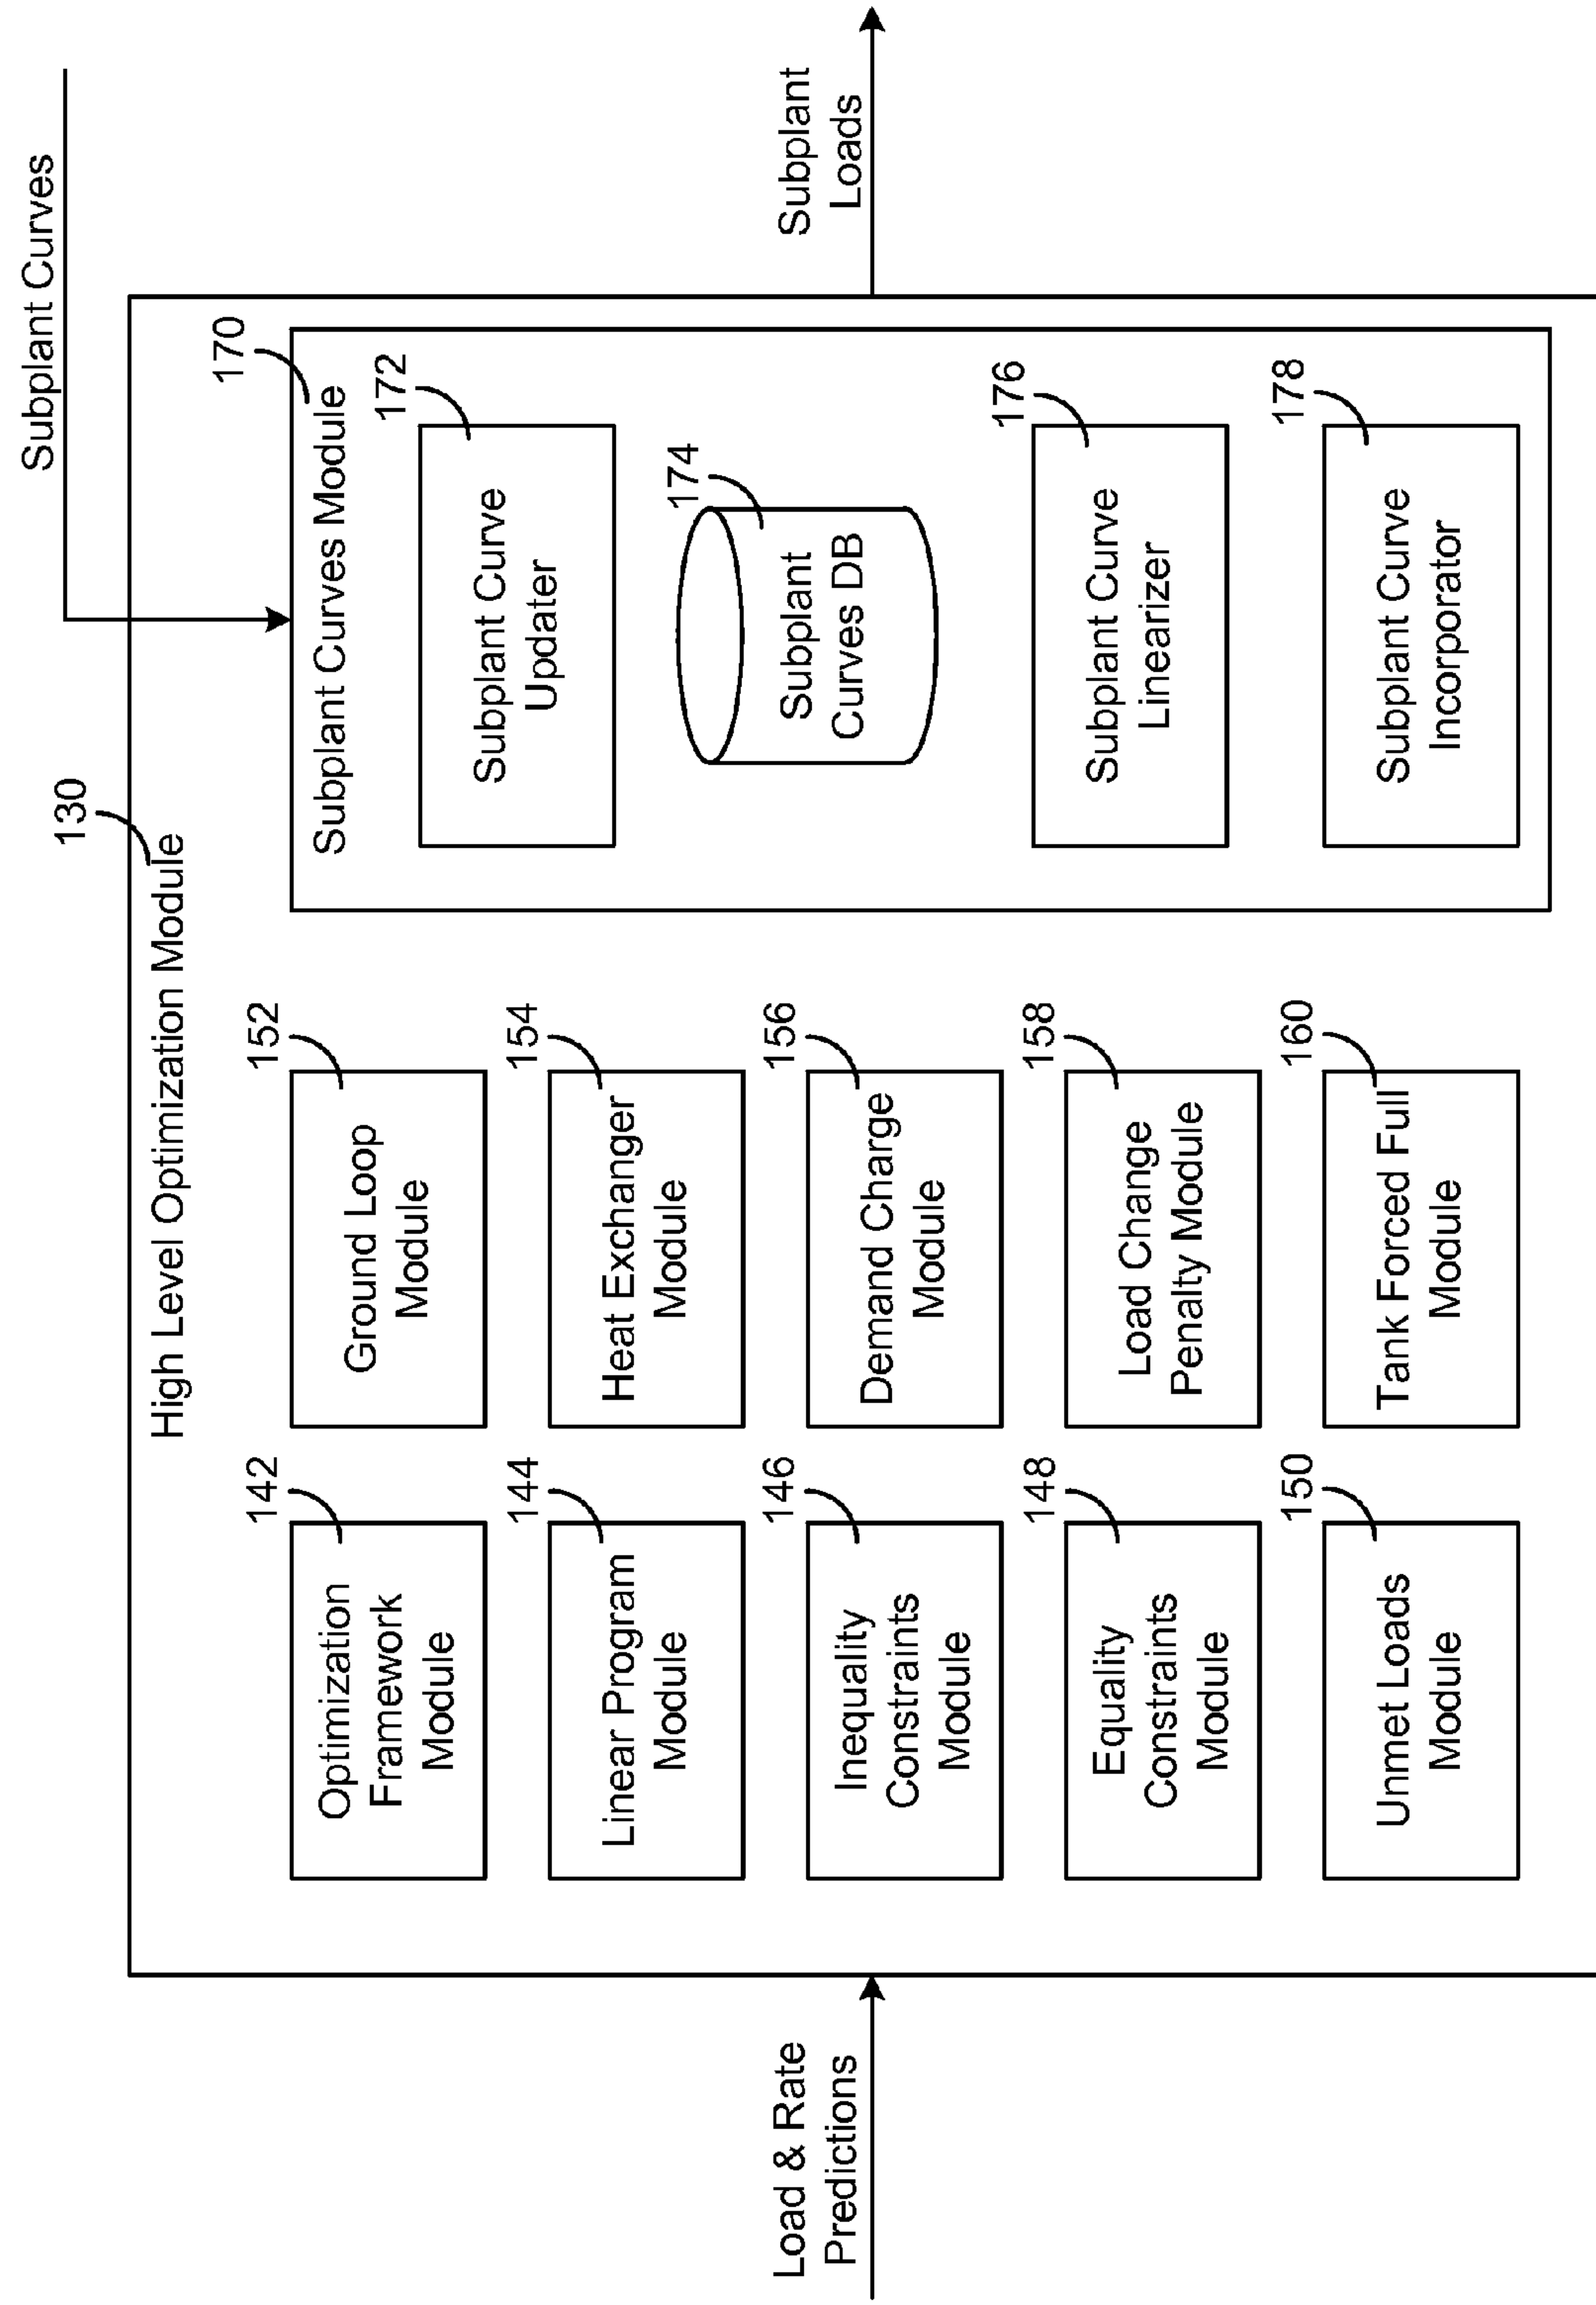 Subplant Curves
130
High Level Optimization Module
Load & Rate
Predictions
142
Optimization
Framework
Module
144
Linear Program
Module
146
Inequality
Constraints
Module
148
Equality
Constraints
Module
150
Unmet Loads
Module
152
Ground Loop
Module
154
Heat Exchanger
Module
156
Demand Charge
Module
158
Load Change
Penalty Module
160
Tank Forced Full
Module
170
Subplant Curves Module
172
Subplant Curve
Updater
174
Subplant
Curves DB
176
Subplant Curve
Linearizer
178
Subplant Curve
Incorporator
Subplant
Loads